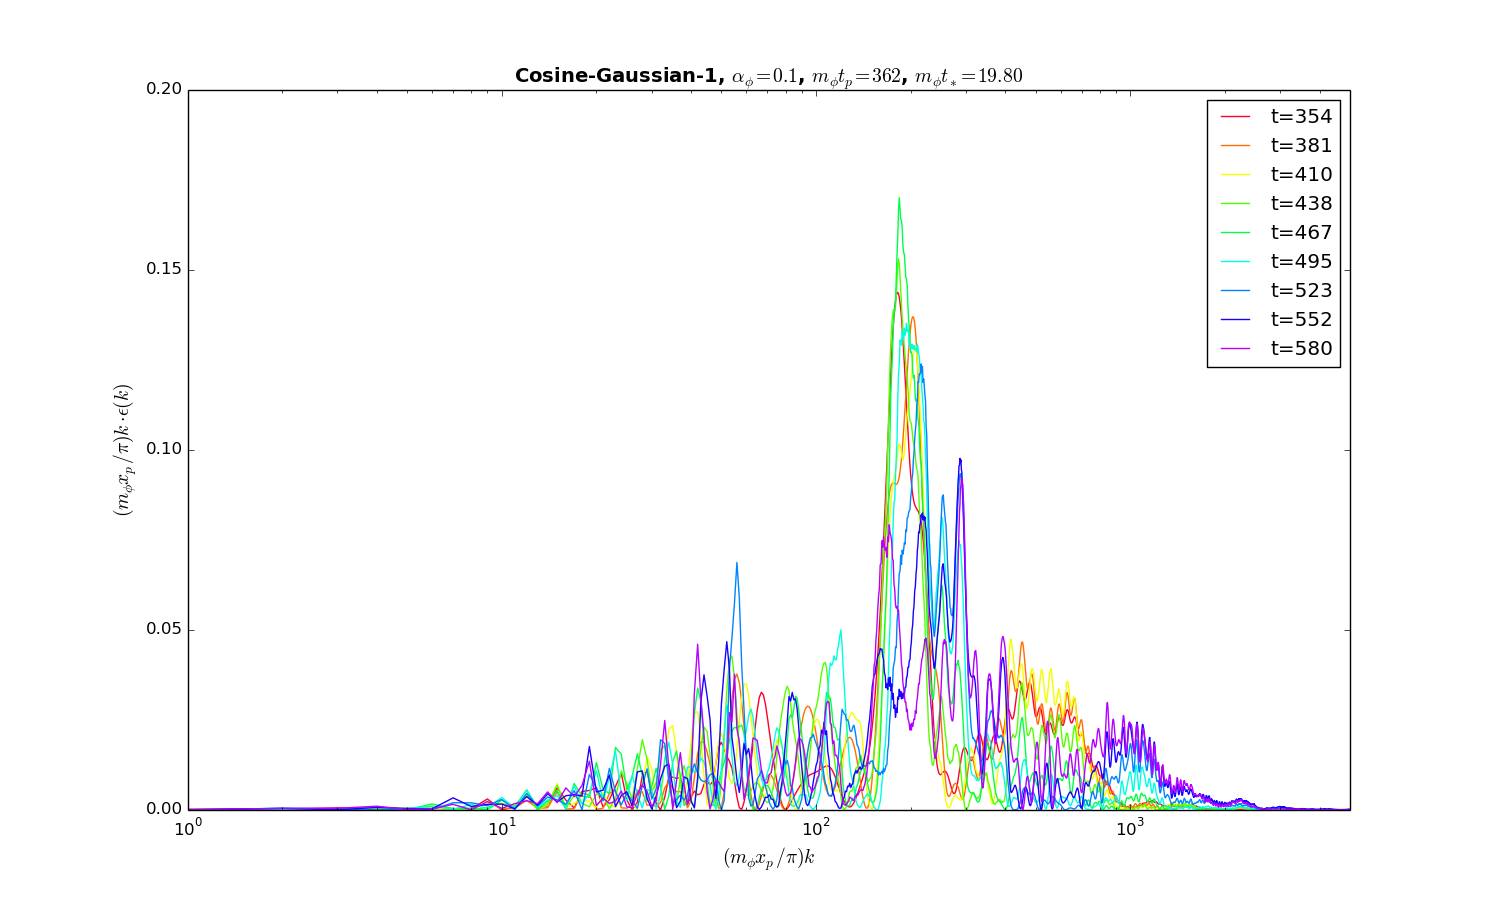 Cosine-Gaussian-1, α_ϕ=0.1, m_ϕt_p=362, m_ϕt_*=19.80
0.20
0.15
0.10
0.05
0.00
(m_ϕx_p/π)k·ϵ(k)
t=354
t=381
t=410
t=438
t=467
t=495
t=523
t=552
t=580
10^0 10^1 10^2 10^3
(m_ϕx_p/π)k